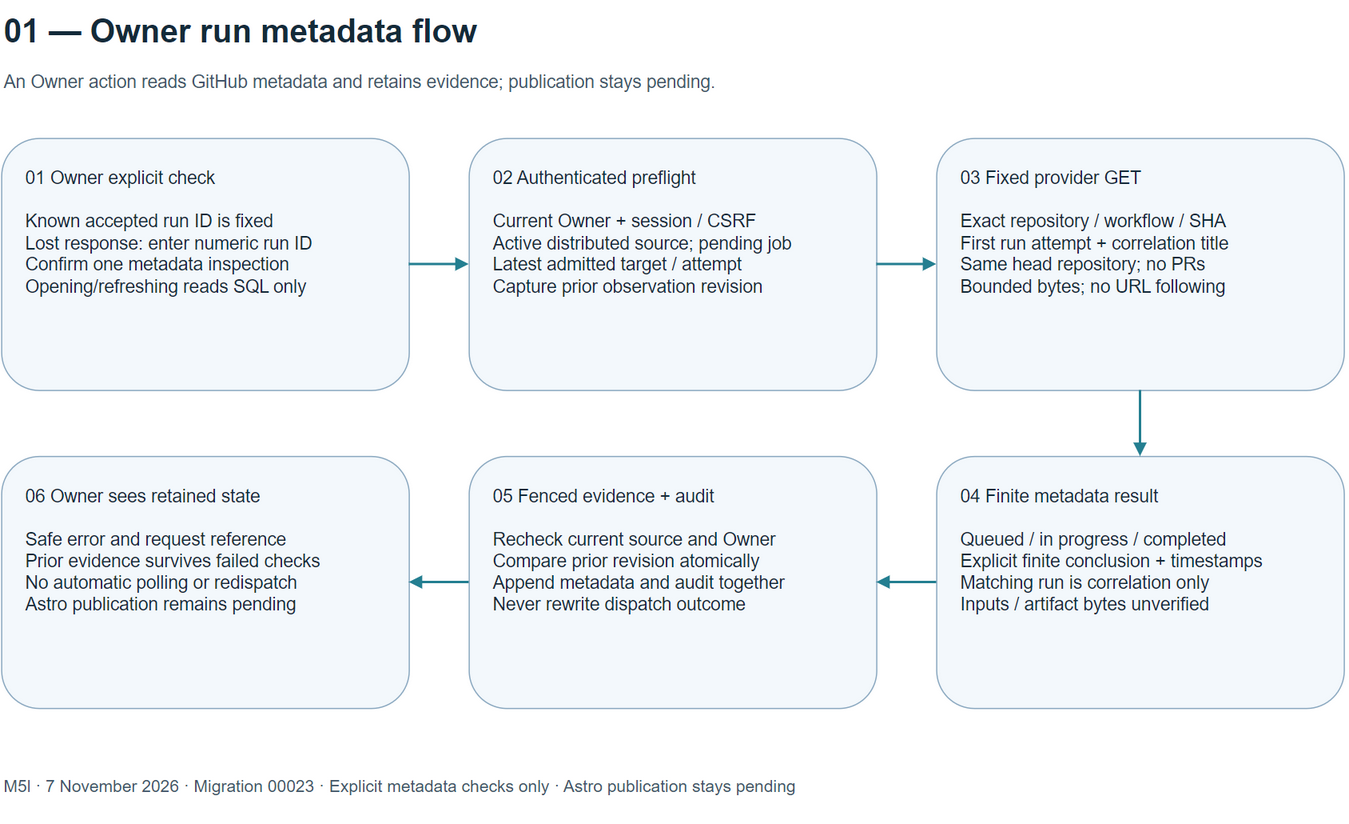 01 — Owner run metadata flow
An Owner action reads GitHub metadata and retains evidence; publication stays pending.
01 Owner explicit check
Known accepted run ID is fixed
Lost response: enter numeric run ID
Confirm one metadata inspection
Opening/refreshing reads SQL only
02 Authenticated preflight
Current Owner + session / CSRF
Active distributed source; pending job
Latest admitted target / attempt
Capture prior observation revision
03 Fixed provider GET
Exact repository / workflow / SHA
First run attempt + correlation title
Same head repository; no PRs
Bounded bytes; no URL following
04 Finite metadata result
Queued / in progress / completed
Explicit finite conclusion + timestamps
Matching run is correlation only
Inputs / artifact bytes unverified
05 Fenced evidence + audit
Recheck current source and Owner
Compare prior revision atomically
Append metadata and audit together
Never rewrite dispatch outcome
06 Owner sees retained state
Safe error and request reference
Prior evidence survives failed checks
No automatic polling or redispatch
Astro publication remains pending
M5I · 7 November 2026 · Migration 00023 · Explicit metadata checks only · Astro publication stays pending